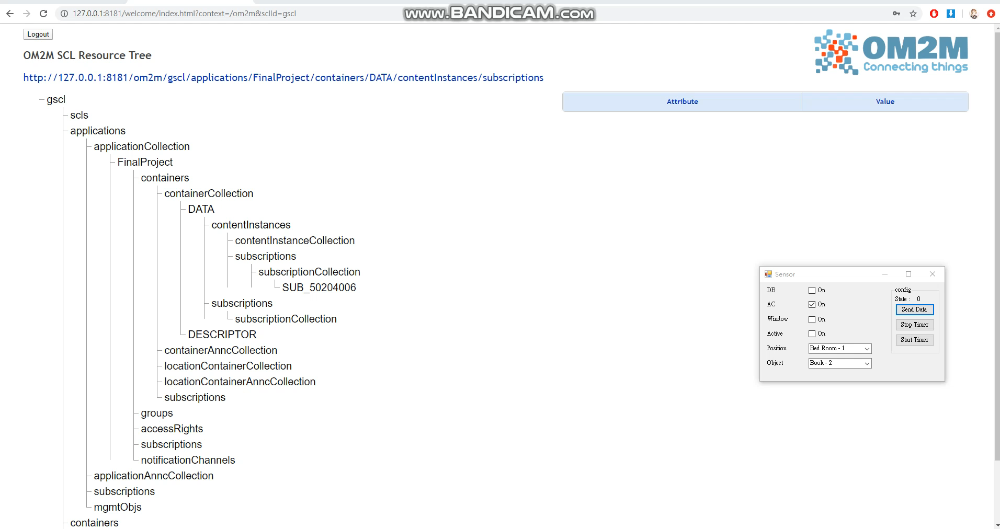 127.0.0.1:8181/welcome/index.html?context=/om2m&sclId=gscl
www.BANDICAM.com
Logout
OM2M SCL Resource Tree
OM2M
Connecting things
http://127.0.0.1:8181/om2m/gscl/applications/FinalProject/containers/DATA/contentInstances/subscriptions
Attribute
Value
gscl
scls
applications
applicationCollection
FinalProject
containers
containerCollection
DATA
contentInstances
contentInstanceCollection
subscriptions
subscriptionCollection
SUB_50204006
subscriptions
subscriptionCollection
DESCRIPTOR
containerAnncCollection
locationContainerCollection
locationContainerAnncCollection
subscriptions
groups
accessRights
subscriptions
notificationChannels
applicationAnncCollection
subscriptions
mgmtObjs
containers
Sensor
DB On
AC On
Window On
Active On
Position Bed Room - 1
Object Book - 2
config
State : 0
Send Data
Stop Timer
Start Timer